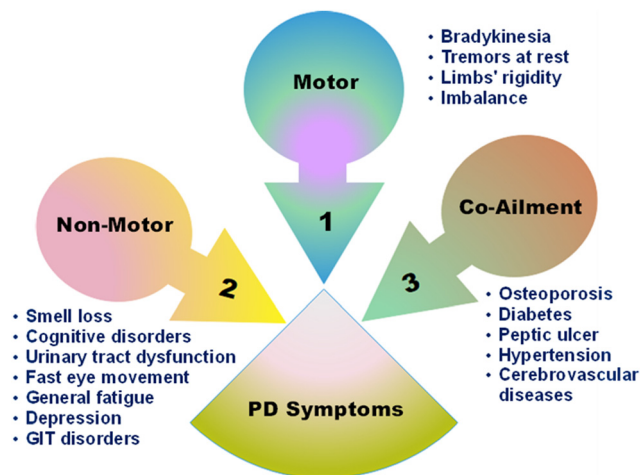 Motor
• Bradykinesia
• Tremors at rest
• Limbs' rigidity
• Imbalance
1
Non-Motor
2
• Smell loss
• Cognitive disorders
• Urinary tract dysfunction
• Fast eye movement
• General fatigue
• Depression
• GIT disorders
Co-Ailment
3
• Osteoporosis
• Diabetes
• Peptic ulcer
• Hypertension
• Cerebrovascular
diseases
PD Symptoms